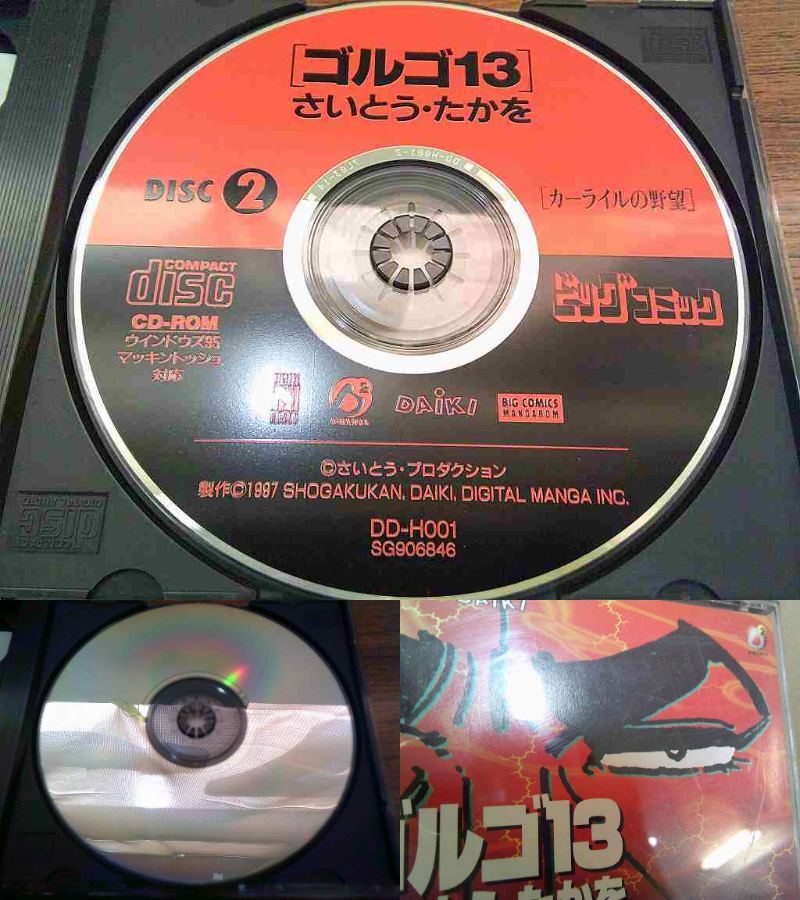 [ゴルゴ13]
さいとう・たかを
DISC 2
[カーライルの野望]
COMPACT
disc
CD-ROM
ウインドウズ95
マッキントッシュ
対応
ビッグコミック
DAiKI
BIG COMICS
MANGAROM
©さいとう・プロダクション
製作©1997 SHOGAKUKAN, DAIKI, DIGITAL MANGA INC.
DD-H001
SG906846
DAiKI
ゴルゴ13